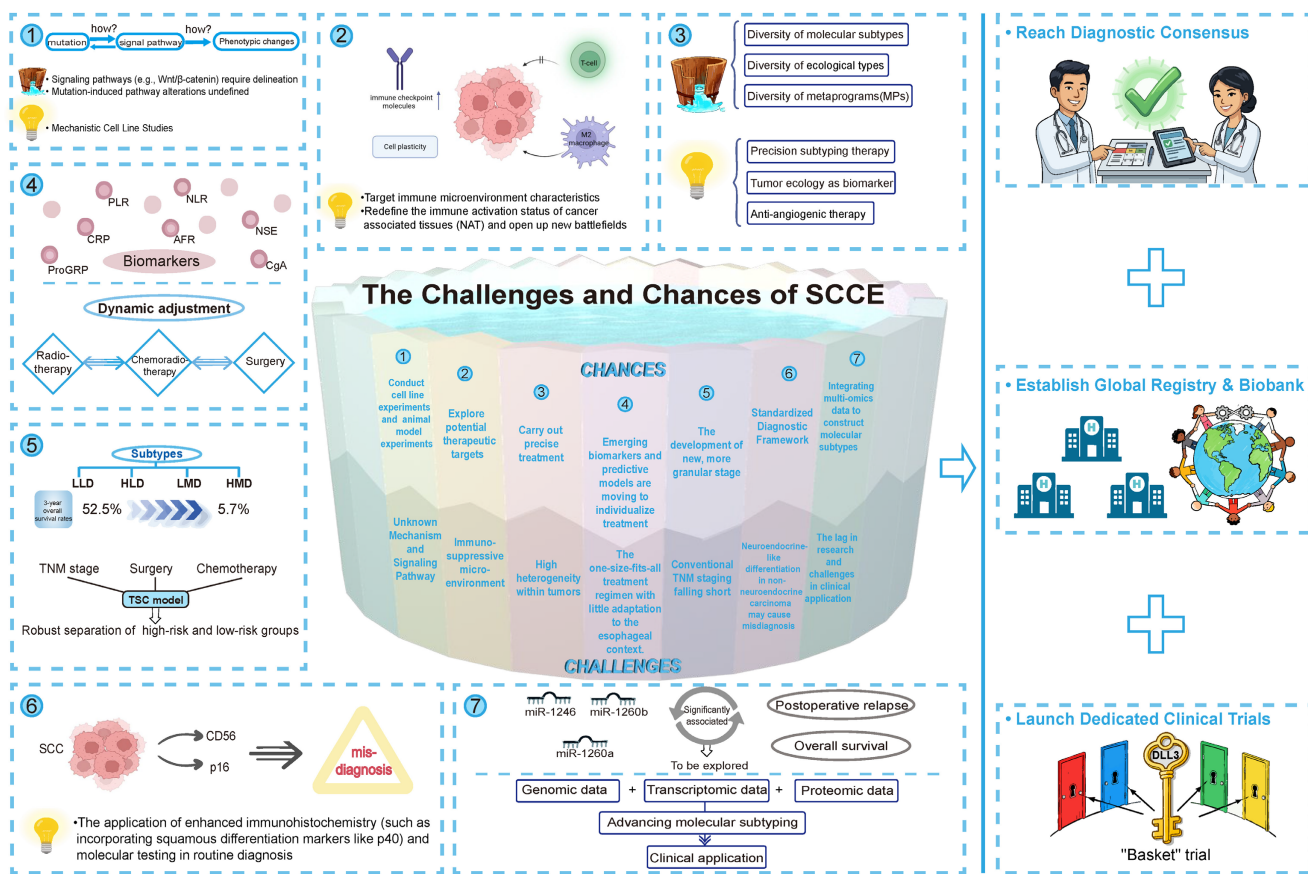 1
how?
how?
mutation
signal pathway
Phenotypic changes
• Signaling pathways (e.g., Wnt/β-catenin) require delineation
• Mutation-induced pathway alterations undefined
• Mechanistic Cell Line Studies
2
immune checkpoint
molecules
Cell plasticity
T-cell
M2
macrophage
•Target immune microenvironment characteristics
•Redefine the immune activation status of cancer
associated tissues (NAT) and open up new battlefields
3
Diversity of molecular subtypes
Diversity of ecological types
Diversity of metaprograms(MPs)
Precision subtyping therapy
Tumor ecology as biomarker
Anti-angiogenic therapy
4
PLR
NLR
CRP
AFR
NSE
ProGRP
Biomarkers
CgA
Dynamic adjustment
Radio-
therapy
Chemoradio-
therapy
Surgery
5
Subtypes
LLD HLD LMD HMD
3-year
overall
survival rates
52.5%
5.7%
TNM stage
Surgery
Chemotherapy
TSC model
Robust separation of high-risk and low-risk groups
The Challenges and Chances of SCCE
CHANCES
1
Conduct
cell line
experiments
and animal
model
experiments
2
Explore
potential
therapeutic
targets
3
Carry out
precise
treatment
4
Emerging
biomarkers and
predictive
models are
moving to
individualize
treatment
5
The
development of
new, more
granular stage
6
Standardized
Diagnostic
Framework
7
Integrating
multi-omics
data to
construct
molecular
subtypes
Unknown
Mechanism
and
Signaling
Pathway
Immuno-
suppressive
micro-
environment
High
heterogeneity
within tumors
The
one-size-fits-all
treatment
regimen with
little adaptation
to the
esophageal
context.
Conventional
TNM staging
falling short
Neuroendocrine-
like
differentiation
in non-
neuroendocrine
carcinoma
may cause
misdiagnosis
The lag in
research
and
challenges
in clinical
application
CHALLENGES
6
SCC
CD56
p16
mis-
diagnosis
•The application of enhanced immunohistochemistry (such as
incorporating squamous differentiation markers like p40) and
molecular testing in routine diagnosis
7
miR-1246
miR-1260b
miR-1260a
Significantly
associated
To be explored
Postoperative relapse
Overall survival
Genomic data + Transcriptomic data + Proteomic data
Advancing molecular subtyping
Clinical application
• Reach Diagnostic Consensus
• Establish Global Registry & Biobank
H
H
H
• Launch Dedicated Clinical Trials
DLL3
"Basket" trial